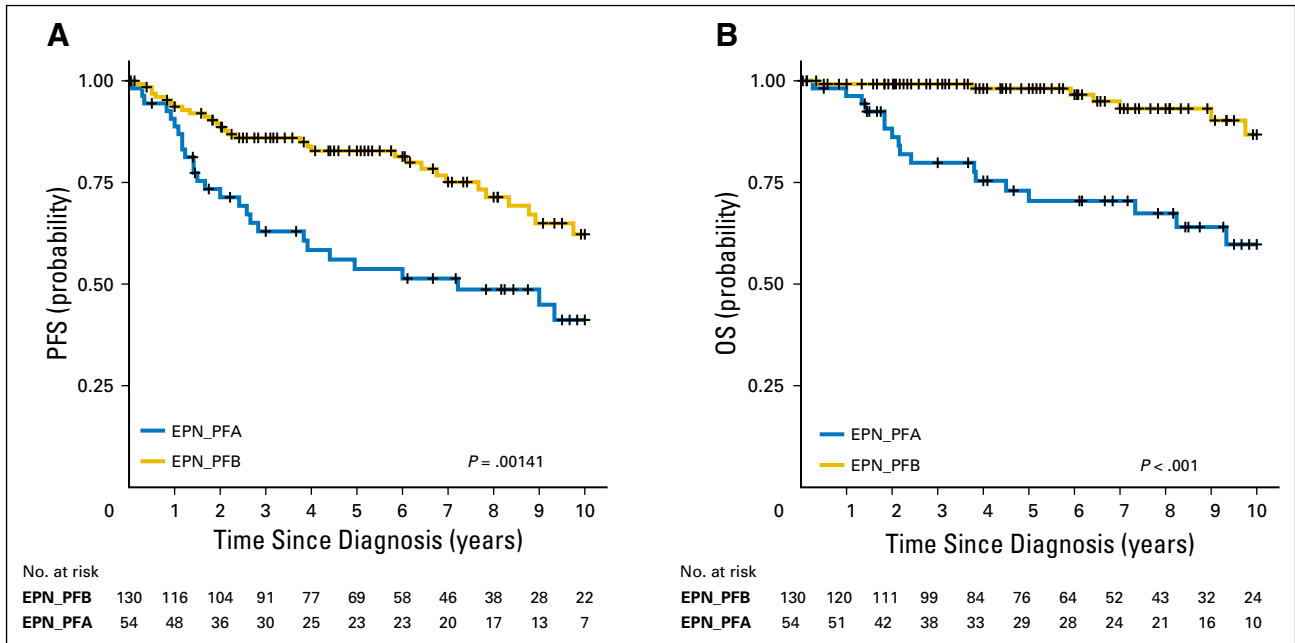 A
1.00
0.75
0.50
0.25
PFS (probability)
EPN_PFA
EPN_PFB
P = .00141
0 1 2 3 4 5 6 7 8 9 10
Time Since Diagnosis (years)
No. at risk
EPN_PFB 130 116 104 91 77 69 58 46 38 28 22
EPN_PFA 54 48 36 30 25 23 23 20 17 13 7
B
1.00
0.75
0.50
0.25
OS (probability)
EPN_PFA
EPN_PFB
P < .001
0 1 2 3 4 5 6 7 8 9 10
Time Since Diagnosis (years)
No. at risk
EPN_PFB 130 120 111 99 84 76 64 52 43 32 24
EPN_PFA 54 51 42 38 33 29 28 24 21 16 10